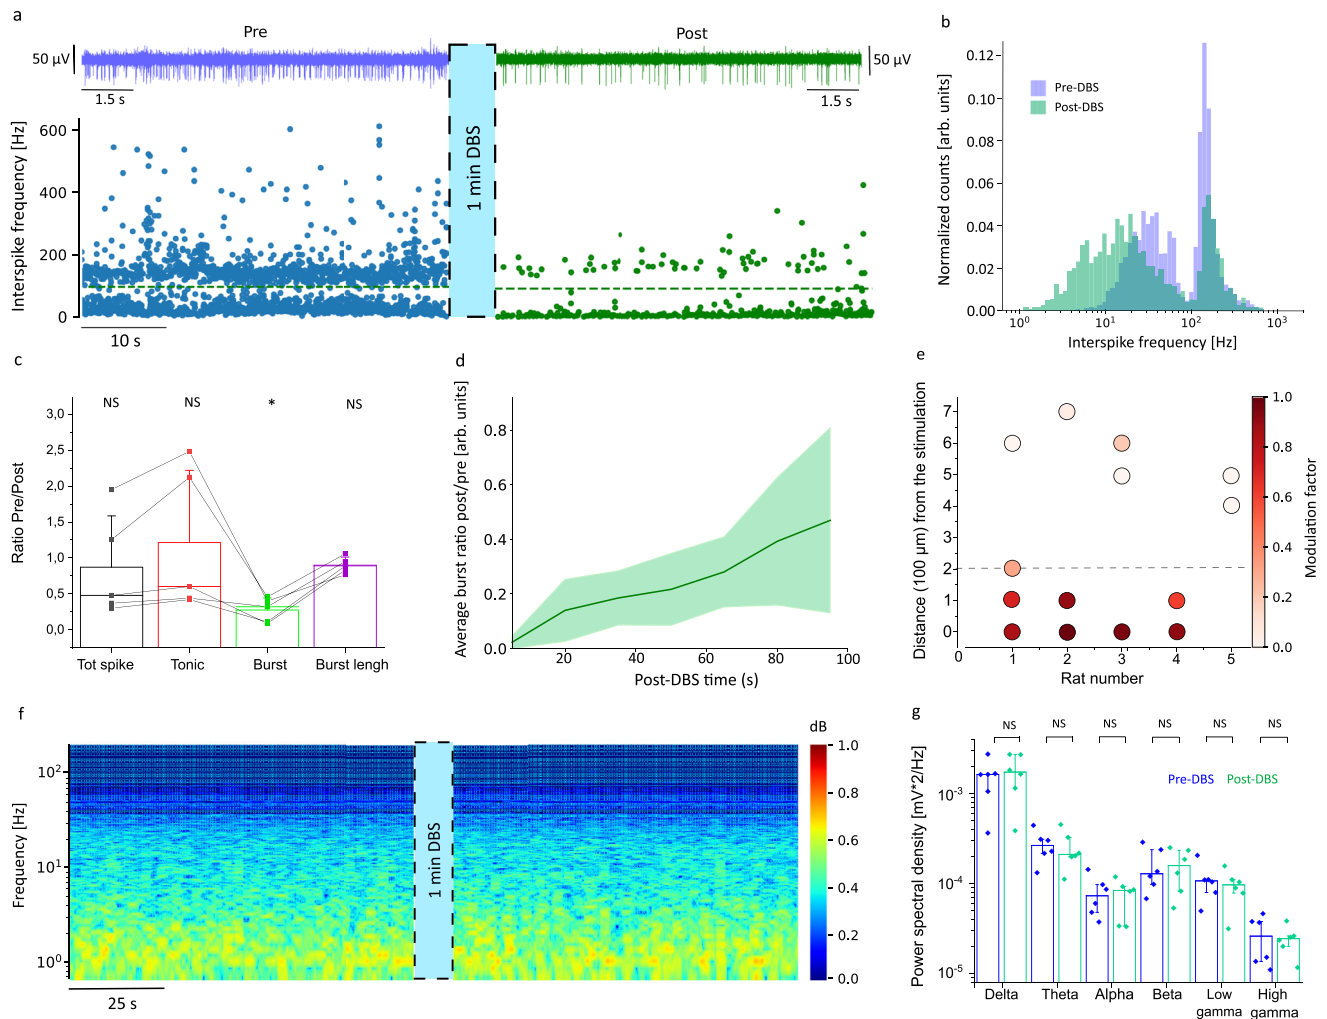 a
Pre
Post
50 µV
50 µV
1.5 s
1.5 s
Interspike frequency [Hz]
600
400
200
0
1 min DBS
10 s
b
Normalized counts [arb. units]
0.12
0.10
0.08
0.06
0.04
0.02
0.00
Pre-DBS
Post-DBS
10⁰
10¹
10²
10³
Interspike frequency [Hz]
c
NS
NS
*
NS
Ratio Pre/Post
3,0
2,5
2,0
1,5
1,0
0,5
0,0
Tot spike
Tonic
Burst
Burst lengh
d
Average burst ratio post/pre [arb. units]
0.8
0.6
0.4
0.2
0.0
20
40
60
80
100
Post-DBS time (s)
e
Distance (100 µm) from the stimulation
7
6
5
4
3
2
1
0
0
1
2
3
4
5
Rat number
1.0
0.8
0.6
0.4
0.2
0.0
Modulation factor
f
Frequency [Hz]
10²
10¹
10⁰
1 min DBS
25 s
dB
1.0
0.8
0.6
0.4
0.2
0.0
g
NS
NS
NS
NS
NS
NS
Pre-DBS
Post-DBS
Power spectral density [mV*2/Hz]
10⁻³
10⁻⁴
10⁻⁵
Delta
Theta
Alpha
Beta
Low
gamma
High
gamma